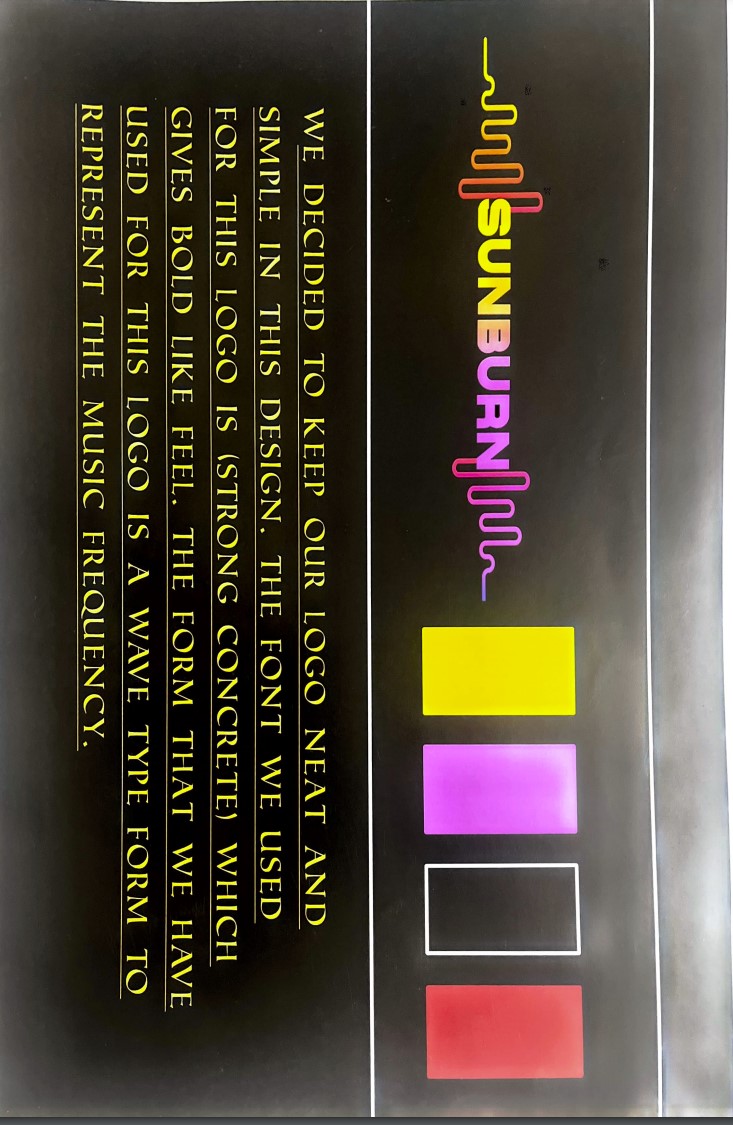 SUNBURN
WE DECIDED TO KEEP OUR LOGO NEAT AND
SIMPLE IN THIS DESIGN. THE FONT WE USED
FOR THIS LOGO IS (STRONG CONCRETE) WHICH
GIVES BOLD LIKE FEEL. THE FORM THAT WE HAVE
USED FOR THIS LOGO IS A WAVE TYPE FORM TO
REPRESENT THE MUSIC FREQUENCY.